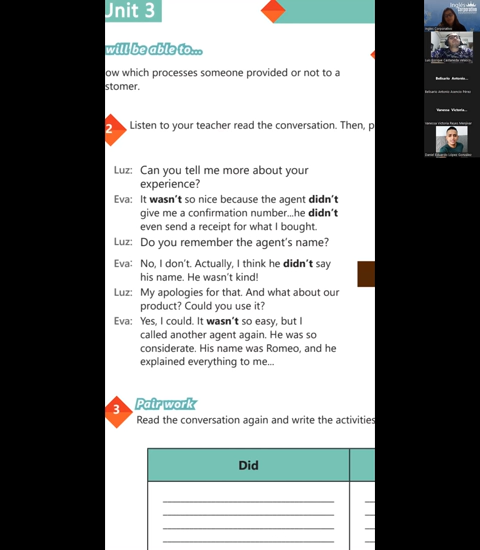 Unit 3
will be able to...
ow which processes someone provided or not to a
stomer.
2
Listen to your teacher read the conversation. Then, p
Luz: Can you tell me more about your
experience?
Eva: It wasn't so nice because the agent didn't
give me a confirmation number...he didn't
even send a receipt for what I bought.
Luz: Do you remember the agent's name?
Eva: No, I don't. Actually, I think he didn't say
his name. He wasn't kind!
Luz: My apologies for that. And what about our
product? Could you use it?
Eva: Yes, I could. It wasn't so easy, but I
called another agent again. He was so
considerate. His name was Romeo, and he
explained everything to me...
3
Pair work
Read the conversation again and write the activities
Did
Inglés
Corporativo
Inglés Corporativo